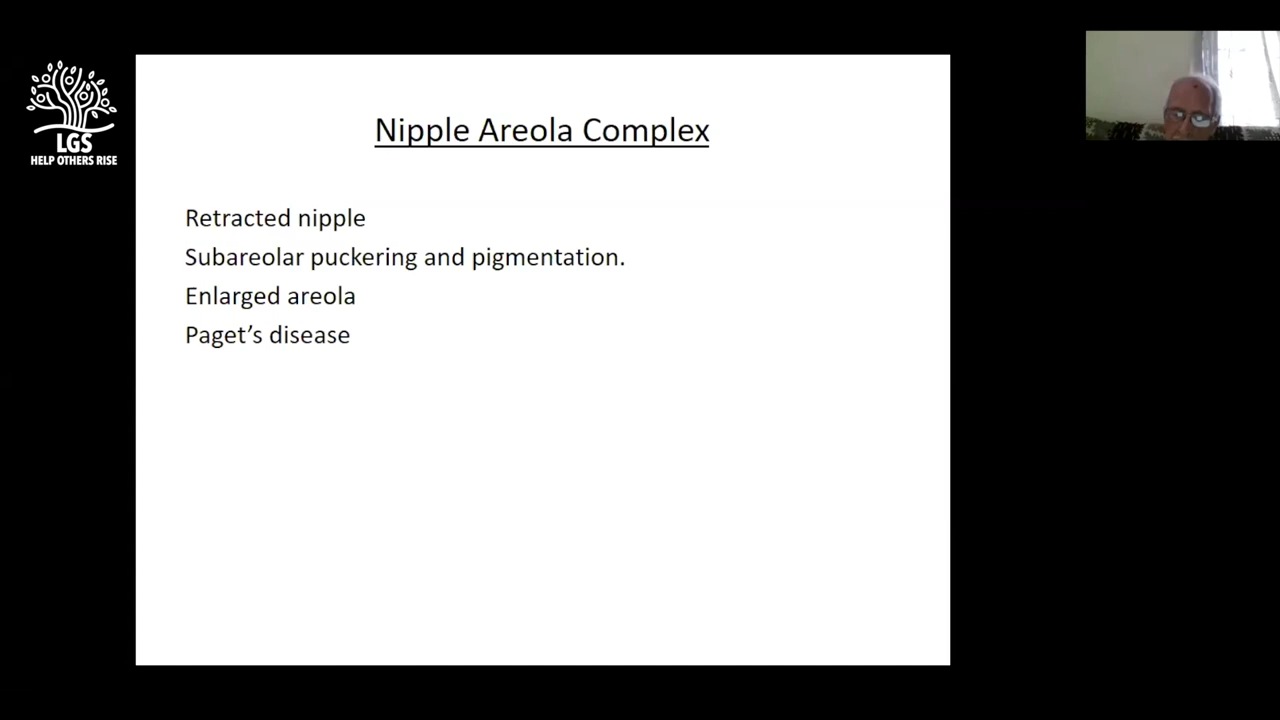 LGS
HELP OTHERS RISE
Nipple Areola Complex
Retracted nipple
Subareolar puckering and pigmentation.
Enlarged areola
Paget’s disease